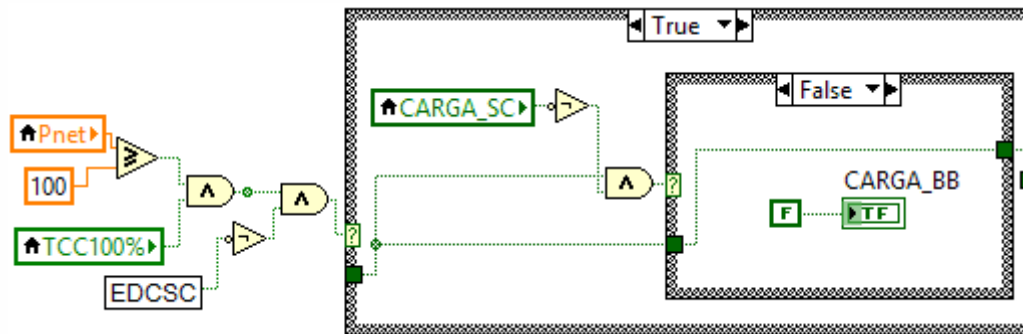 True
False
CARGA_SC
Pnet
100
CARGA_BB
F
TF
TCC100%
EDCSC
?
?